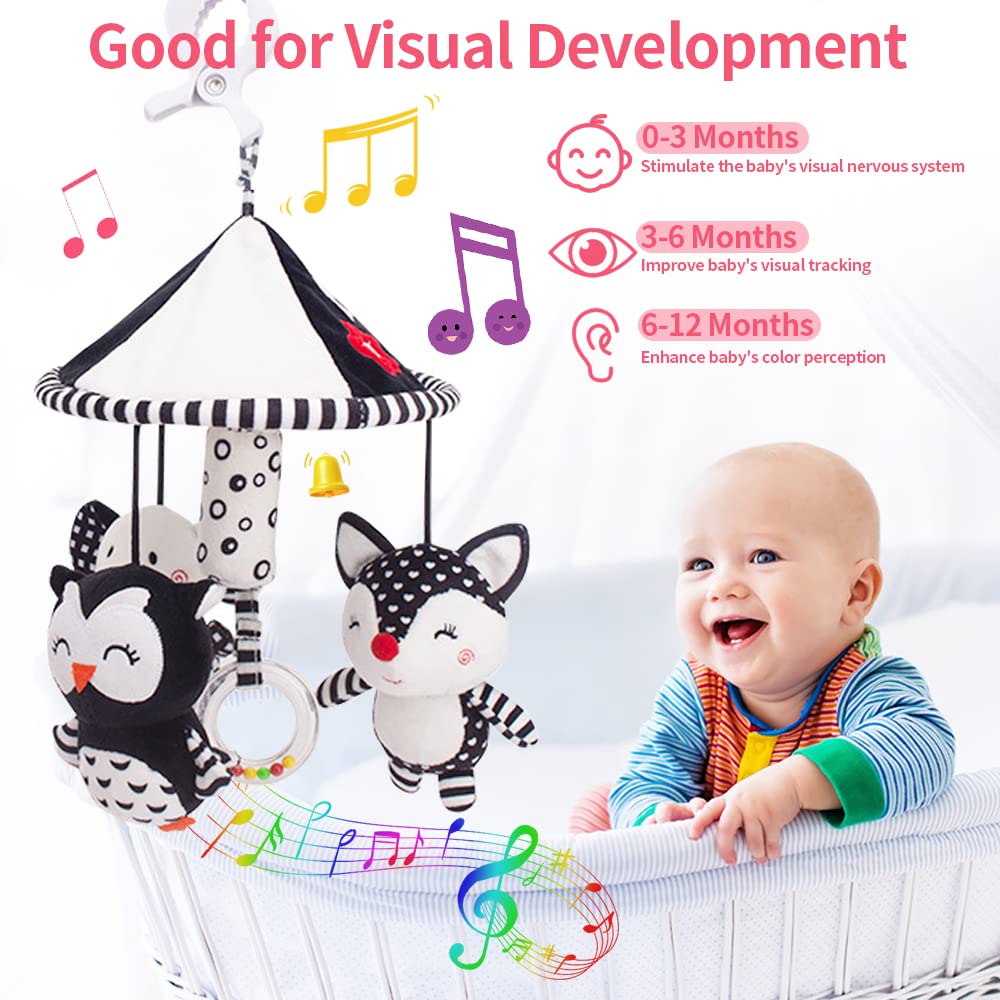 Good for Visual Development
0-3 Months
Stimulate the baby's visual nervous system
3-6 Months
Improve baby's visual tracking
6-12 Months
Enhance baby's color perception